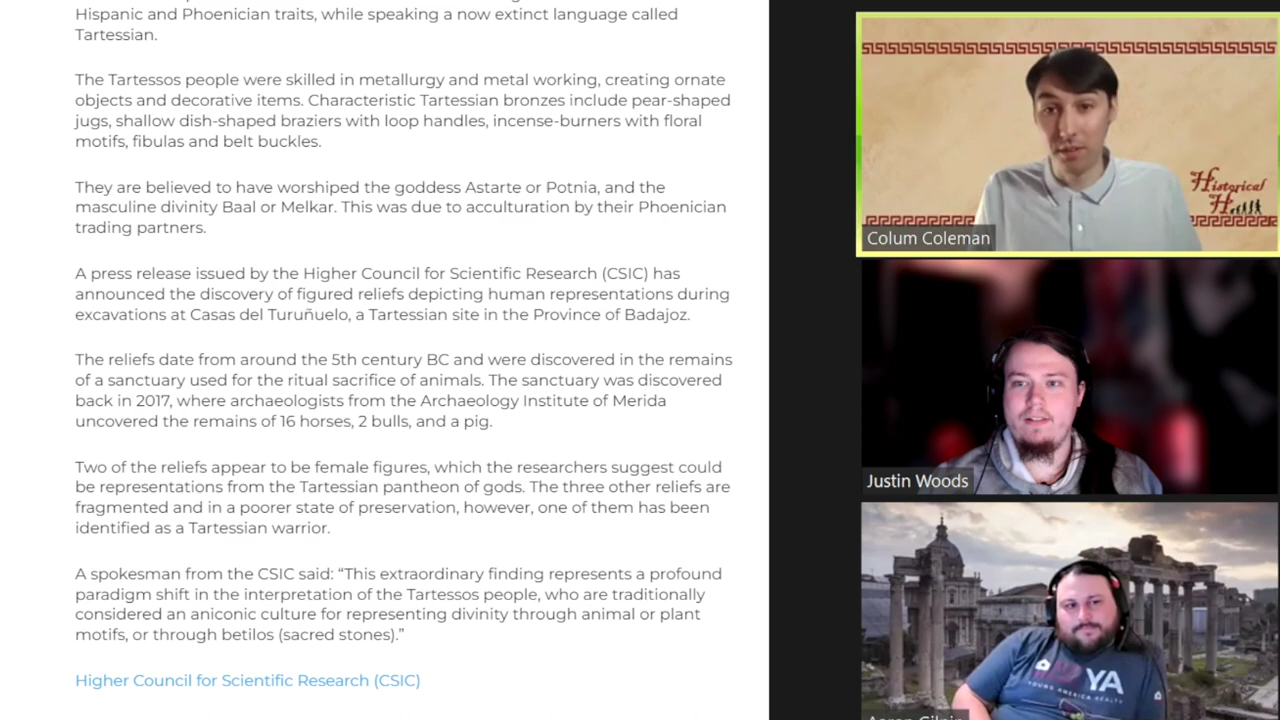 Hispanic and Phoenician traits, while speaking a now extinct language called
Tartessian.
The Tartessos people were skilled in metallurgy and metal working, creating ornate
objects and decorative items. Characteristic Tartessian bronzes include pear-shaped
jugs, shallow dish-shaped braziers with loop handles, incense-burners with floral
motifs, fibulas and belt buckles.
They are believed to have worshiped the goddess Astarte or Potnia, and the
masculine divinity Baal or Melkar. This was due to acculturation by their Phoenician
trading partners.
A press release issued by the Higher Council for Scientific Research (CSIC) has
announced the discovery of figured reliefs depicting human representations during
excavations at Casas del Turuñuelo, a Tartessian site in the Province of Badajoz.
The reliefs date from around the 5th century BC and were discovered in the remains
of a sanctuary used for the ritual sacrifice of animals. The sanctuary was discovered
back in 2017, where archaeologists from the Archaeology Institute of Merida
uncovered the remains of 16 horses, 2 bulls, and a pig.
Two of the reliefs appear to be female figures, which the researchers suggest could
be representations from the Tartessian pantheon of gods. The three other reliefs are
fragmented and in a poorer state of preservation, however, one of them has been
identified as a Tartessian warrior.
A spokesman from the CSIC said: “This extraordinary finding represents a profound
paradigm shift in the interpretation of the Tartessos people, who are traditionally
considered an aniconic culture for representing divinity through animal or plant
motifs, or through betilos (sacred stones).”
Higher Council for Scientific Research (CSIC)
Historical
H
Colum Coleman
Justin Woods
YA
YOUNG AMERICA HEALTH